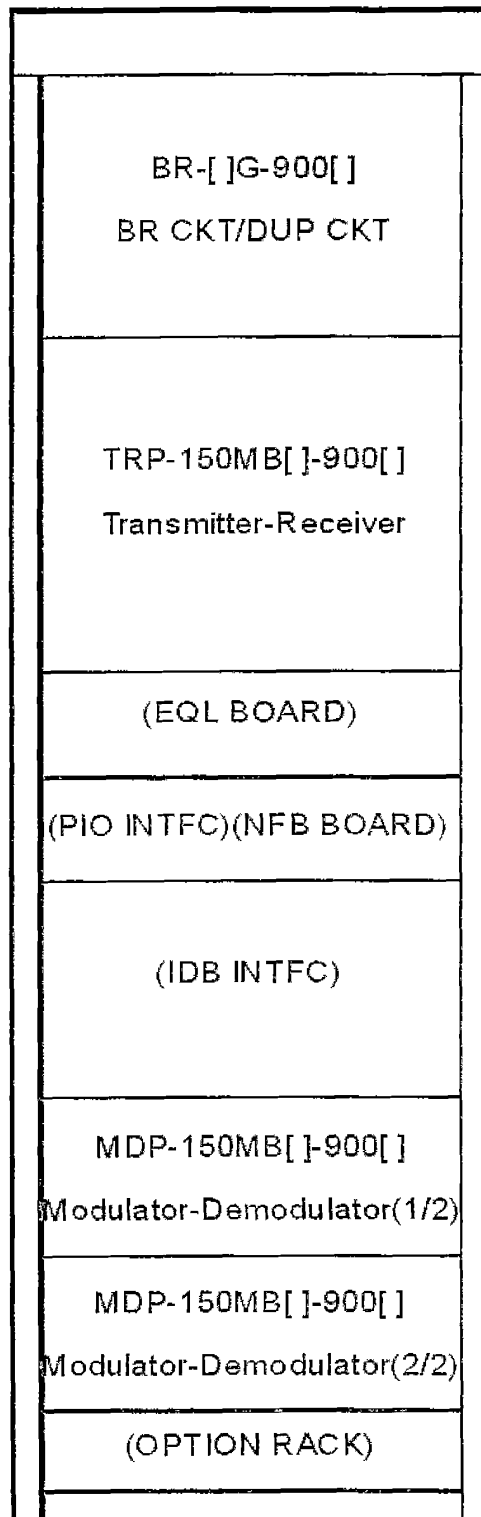 BR-[ ]G-900[ ]
BR CKT/DUP CKT
TRP-150MB[ ]-900[ ]
Transmitter-Receiver
(EQL BOARD)
(PIO INTFC)(NFB BOARD)
(IDB INTFC)
MDP-150MB[ ]-900[ ]
Modulator-Demodulator(1/2)
MDP-150MB[ ]-900[ ]
Modulator-Demodulator(2/2)
(OPTION RACK)